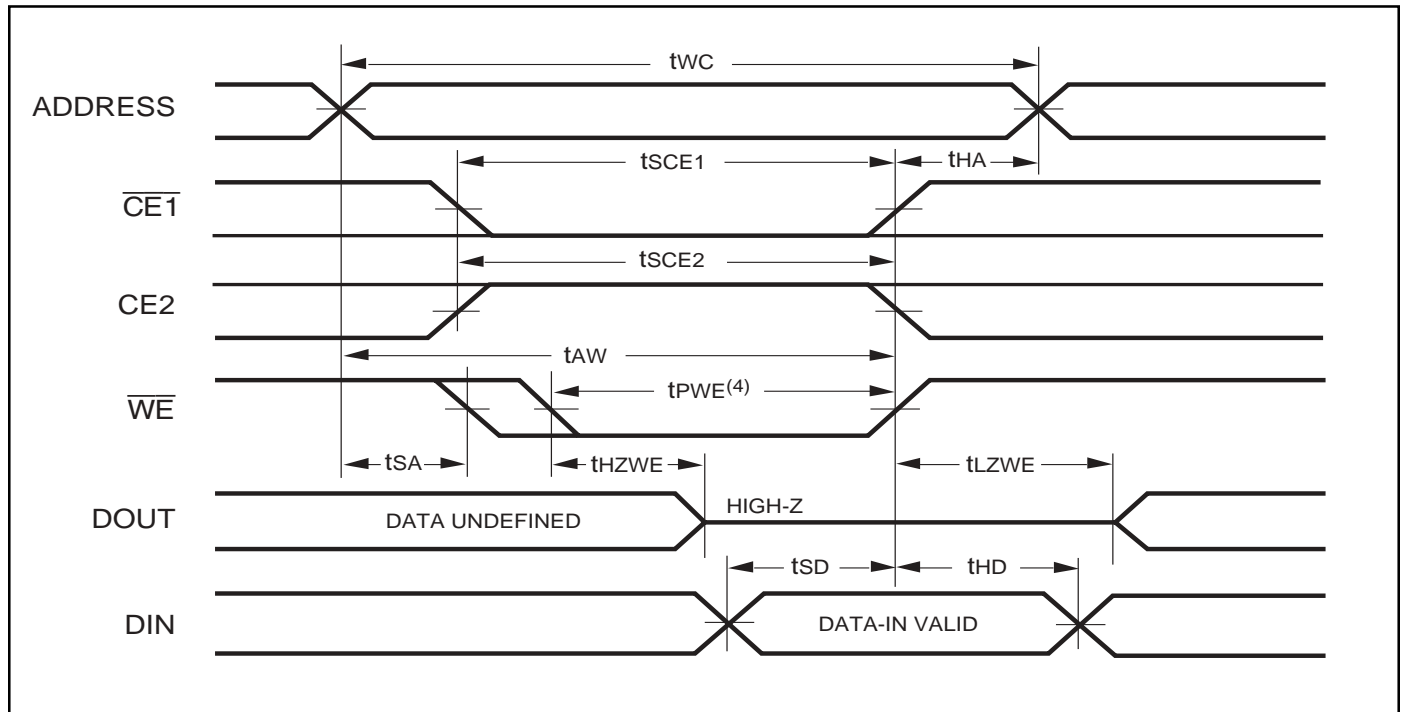 tWC
ADDRESS
tSCE1
tHA
CE1
tSCE2
CE2
tAW
tPWE(4)
WE
tSA
tHZWE
tLZWE
DOUT
DATA UNDEFINED
HIGH-Z
tSD
tHD
DIN
DATA-IN VALID